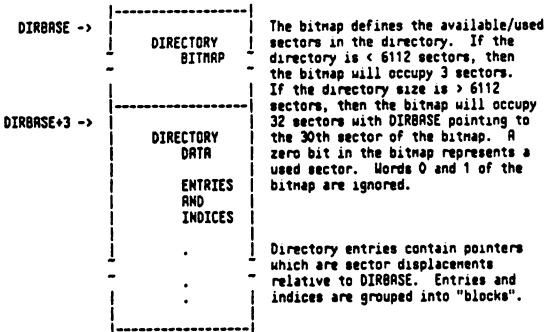 DIRBASE ->
DIRECTORY
BITMAP
The bitmap defines the available/used
sectors in the directory.  If the
directory is < 6112 sectors, then
the bitmap will occupy 3 sectors.
If the directory size is > 6112
sectors, then the bitmap will occupy
32 sectors with DIRBASE pointing to
the 30th sector of the bitmap.  A
zero bit in the bitmap represents a
used sector.  Words 0 and 1 of the
bitmap are ignored.
DIRBASE+3 ->
DIRECTORY
DATA
ENTRIES
AND
INDICES
.
.
.
Directory entries contain pointers
which are sector displacements
relative to DIRBASE.  Entries and
indices are grouped into "blocks".